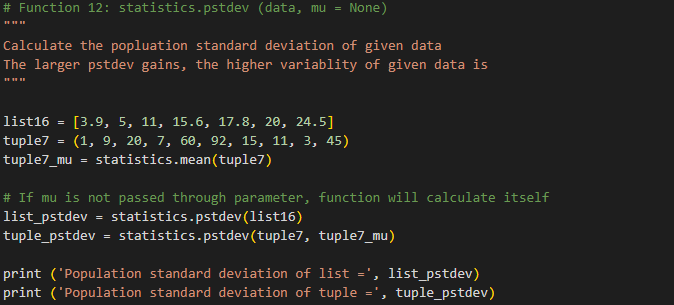 # Function 12: statistics.pstdev (data, mu = None)
"""
Calculate the popluation standard deviation of given data
The larger pstdev gains, the higher variablity of given data is
"""
list16 = [3.9, 5, 11, 15.6, 17.8, 20, 24.5]
tuple7 = (1, 9, 20, 7, 60, 92, 15, 11, 3, 45)
tuple7_mu = statistics.mean(tuple7)
# If mu is not passed through parameter, function will calculate itself
list_pstdev = statistics.pstdev(list16)
tuple_pstdev = statistics.pstdev(tuple7, tuple7_mu)
print ('Population standard deviation of list =', list_pstdev)
print ('Population standard deviation of tuple =', tuple_pstdev)